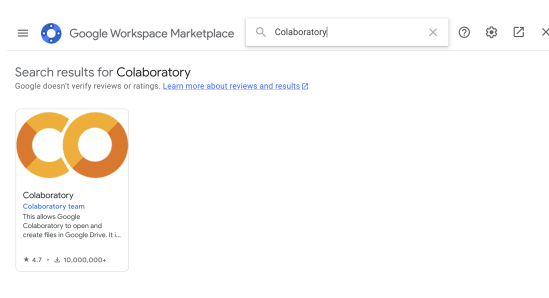 Google Workspace Marketplace
Colaboratory
Search results for Colaboratory
Google doesn't verify reviews or ratings. Learn more about reviews and results
Colaboratory
Colaboratory team
This allows Google
Colaboratory to open and
create files in Google Drive. It i...
★ 4.7 • 10,000,000+